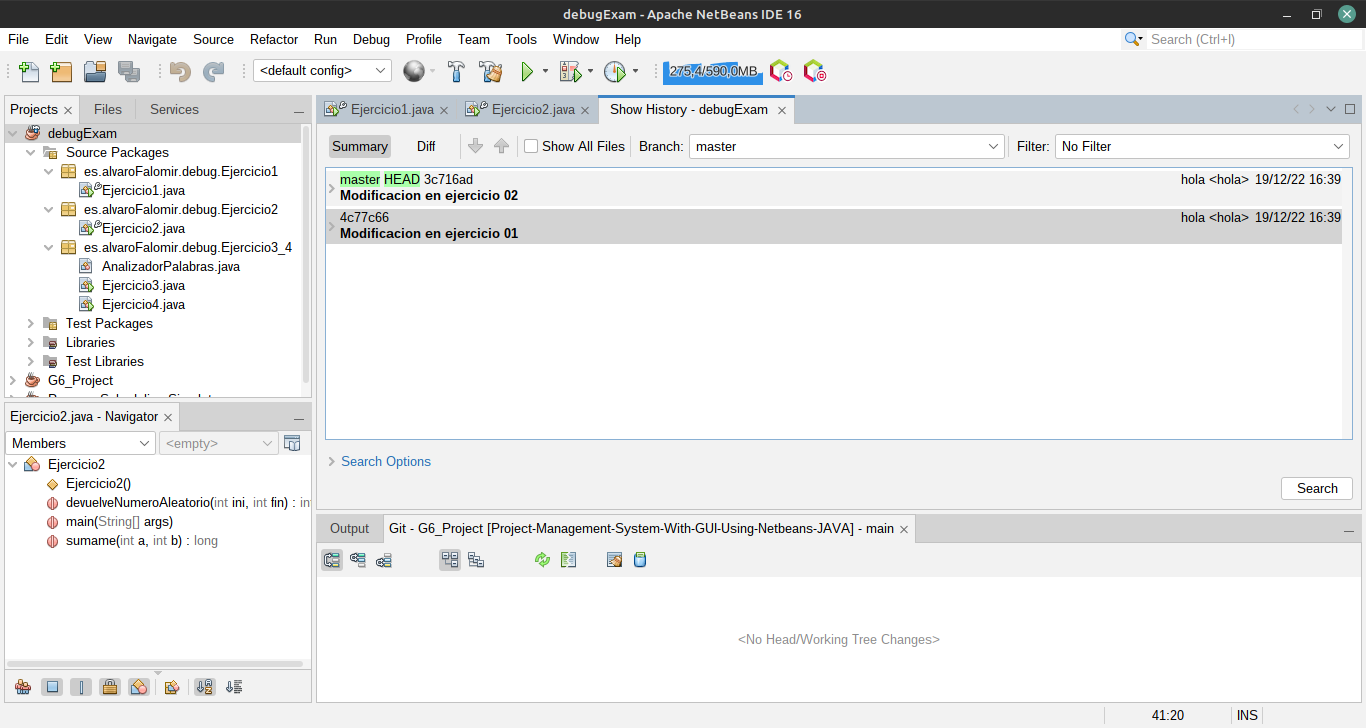 debugExam - Apache NetBeans IDE 16
File Edit View Navigate Source Refactor Run Debug Profile Team Tools Window Help
Search (Ctrl+I)
<default config>
275,4/590,0MB
Projects Files Services
debugExam
Source Packages
es.alvaroFalomir.debug.Ejercicio1
Ejercicio1.java
es.alvaroFalomir.debug.Ejercicio2
Ejercicio2.java
es.alvaroFalomir.debug.Ejercicio3_4
AnalizadorPalabras.java
Ejercicio3.java
Ejercicio4.java
Test Packages
Libraries
Test Libraries
G6_Project
Ejercicio2.java - Navigator
Members
<empty>
Ejercicio2
Ejercicio2()
devuelveNumeroAleatorio(int ini, int fin) : in
main(String[] args)
sumame(int a, int b) : long
Ejercicio1.java Ejercicio2.java Show History - debugExam
Summary Diff Show All Files Branch: master Filter: No Filter
master HEAD 3c716ad hola <hola> 19/12/22 16:39
Modificacion en ejercicio 02
4c77c66 hola <hola> 19/12/22 16:39
Modificacion en ejercicio 01
Search Options
Search
Output Git - G6_Project [Project-Management-System-With-GUI-Using-Netbeans-JAVA] - main
<No Head/Working Tree Changes>
41:20 INS